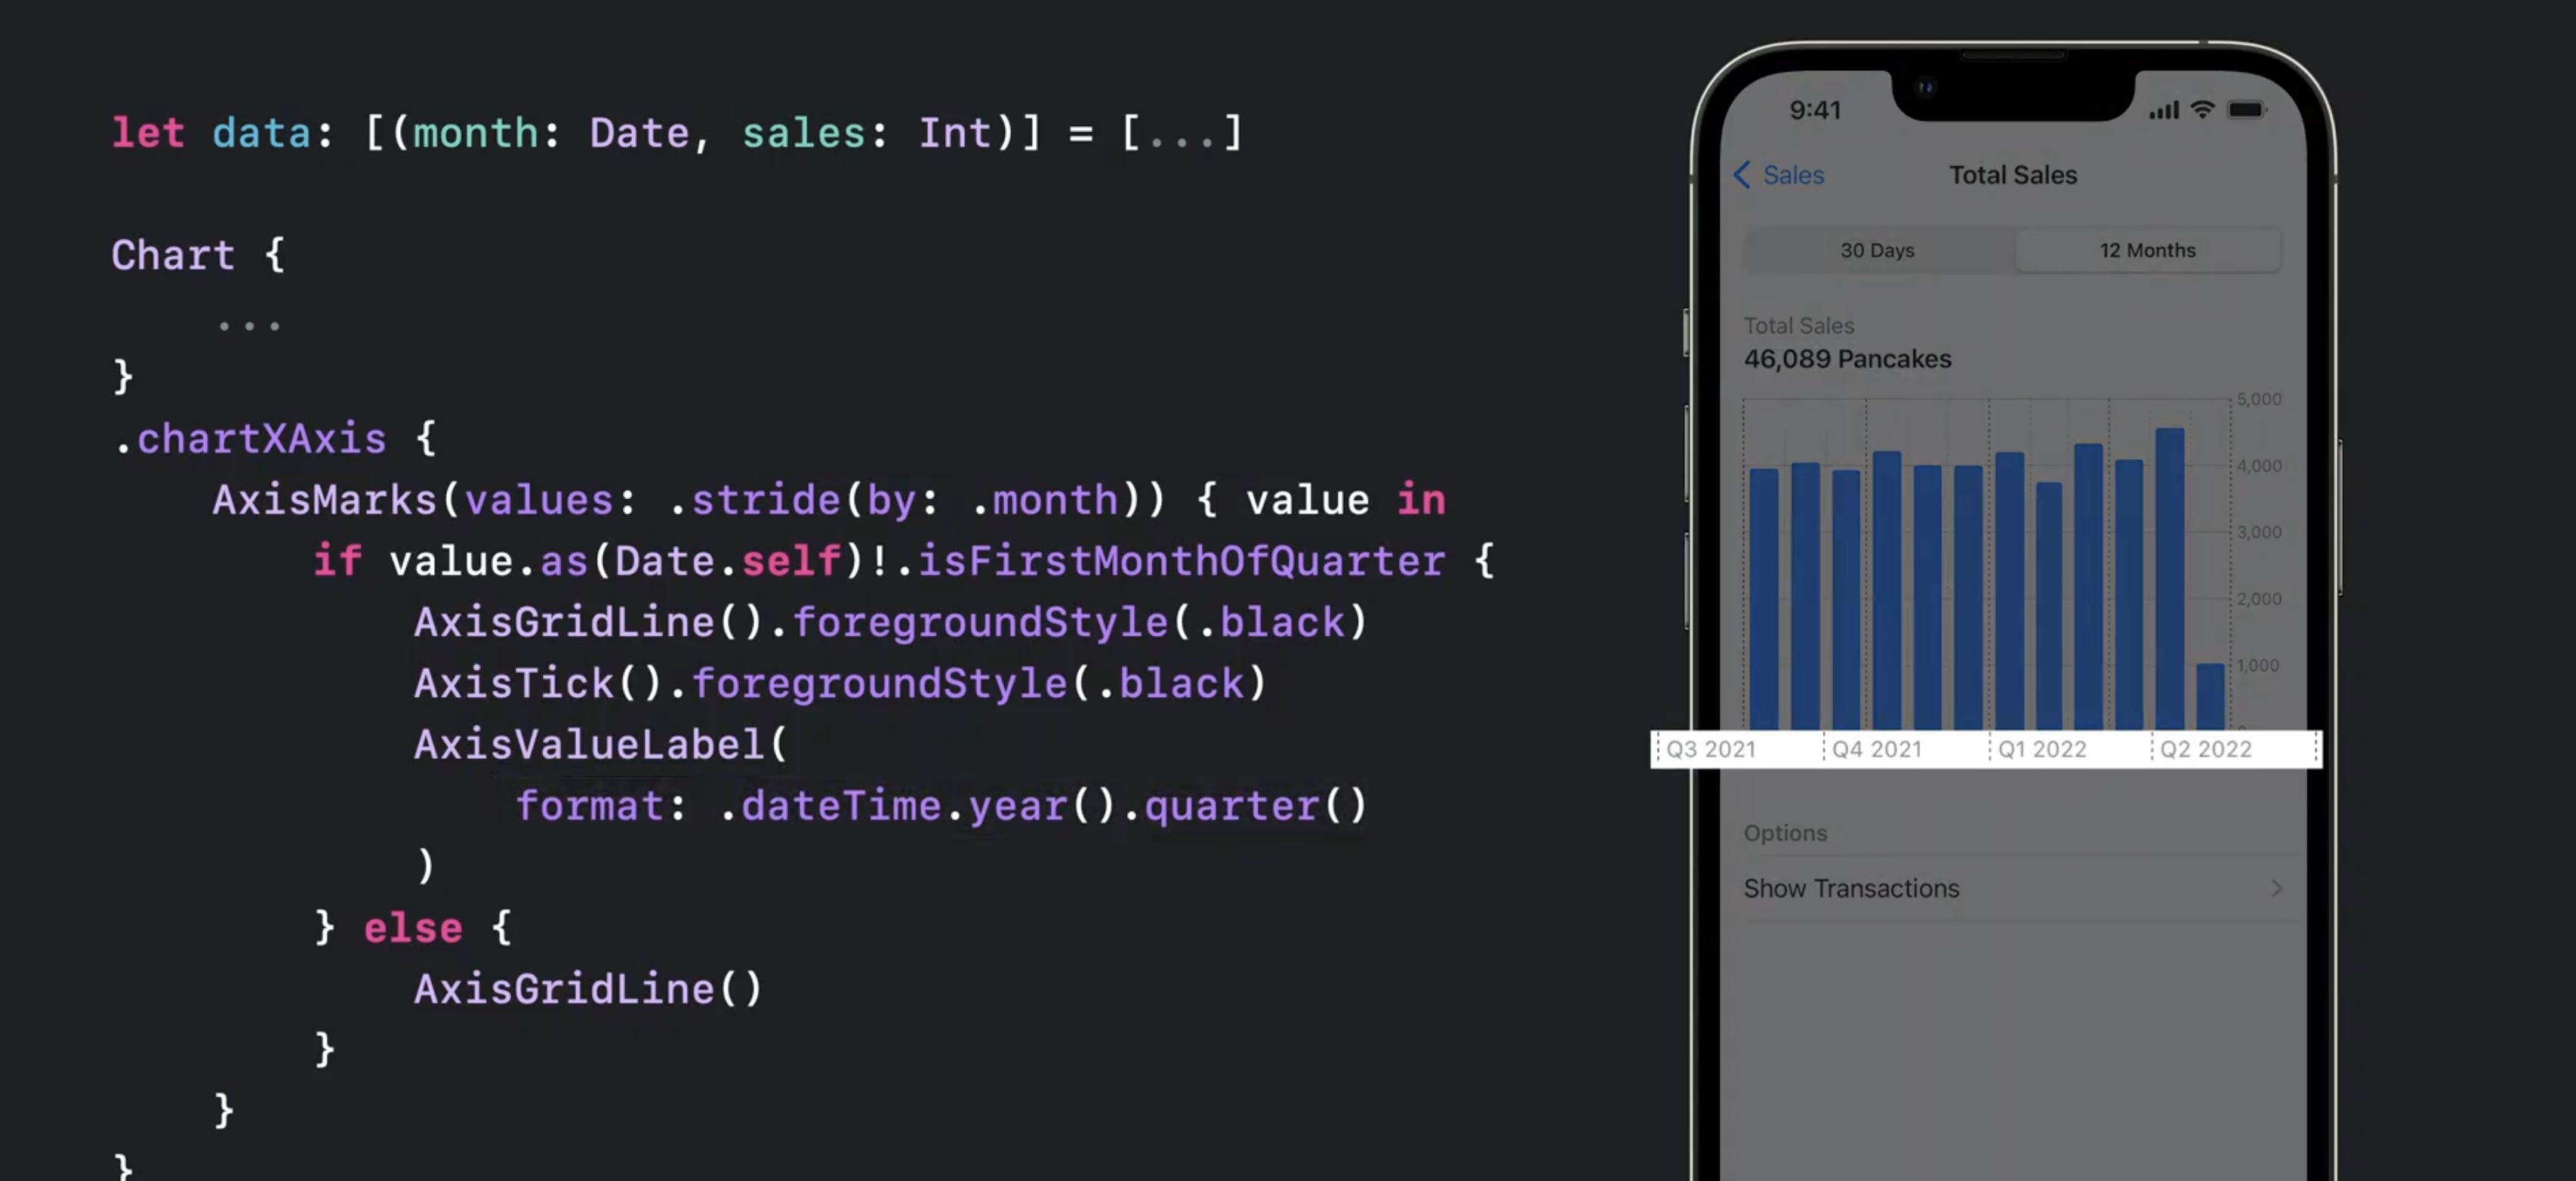 let data: [(month: Date, sales: Int)] = [...]
Chart {
...
}
.chartXAxis {
AxisMarks(values: .stride(by: .month)) { value in
if value.as(Date.self)!.isFirstMonthOfQuarter {
AxisGridLine().foregroundStyle(.black)
AxisTick().foregroundStyle(.black)
AxisValueLabel(
format: .dateTime.year().quarter()
)
} else {
AxisGridLine()
}
}
}
9:41
Sales
Total Sales
30 Days
12 Months
Total Sales
46,089 Pancakes
5,000
4,000
3,000
2,000
1,000
Q3 2021
Q4 2021
Q1 2022
Q2 2022
Options
Show Transactions